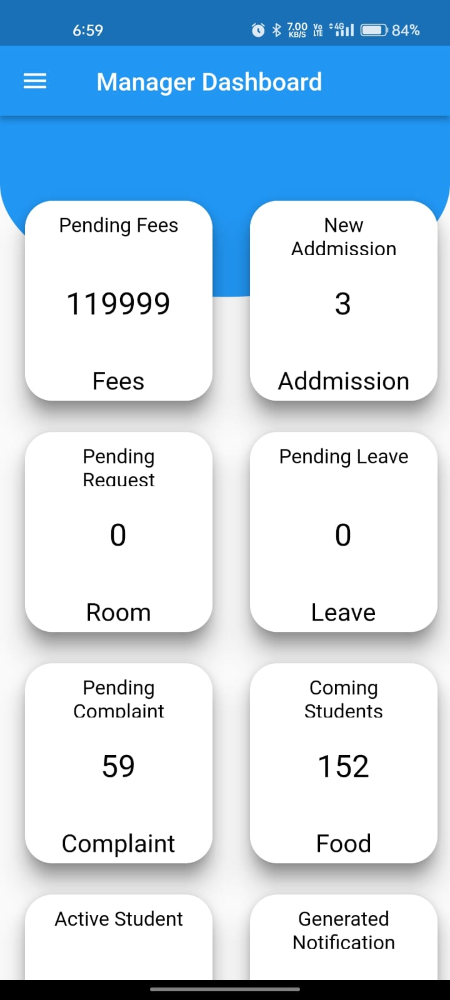 6:59 7.00 KB/S Vo LTE 4G 84%
Manager Dashboard
Pending Fees
119999
Fees
New
Addmission
3
Addmission
Pending
Request
0
Room
Pending Leave
0
Leave
Pending
Complaint
59
Complaint
Coming
Students
152
Food
Active Student
Generated
Notification